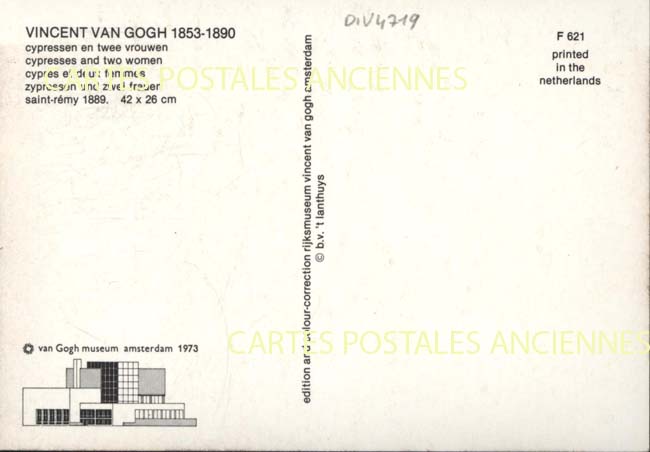 DIV4719
VINCENT VAN GOGH 1853-1890
cypressen en twee vrouwen
cypresses and two women
cyprès et deux femmes
zypressen und zwei frauen
saint-rémy 1889. 42 x 26 cm
F 621
printed
in the
netherlands
CARTES POSTALES ANCIENNES
edition and colour-correction rijksmuseum vincent van gogh amsterdam
© b.v. 't lanthuys
van Gogh museum amsterdam 1973
CARTES POSTALES ANCIENNES